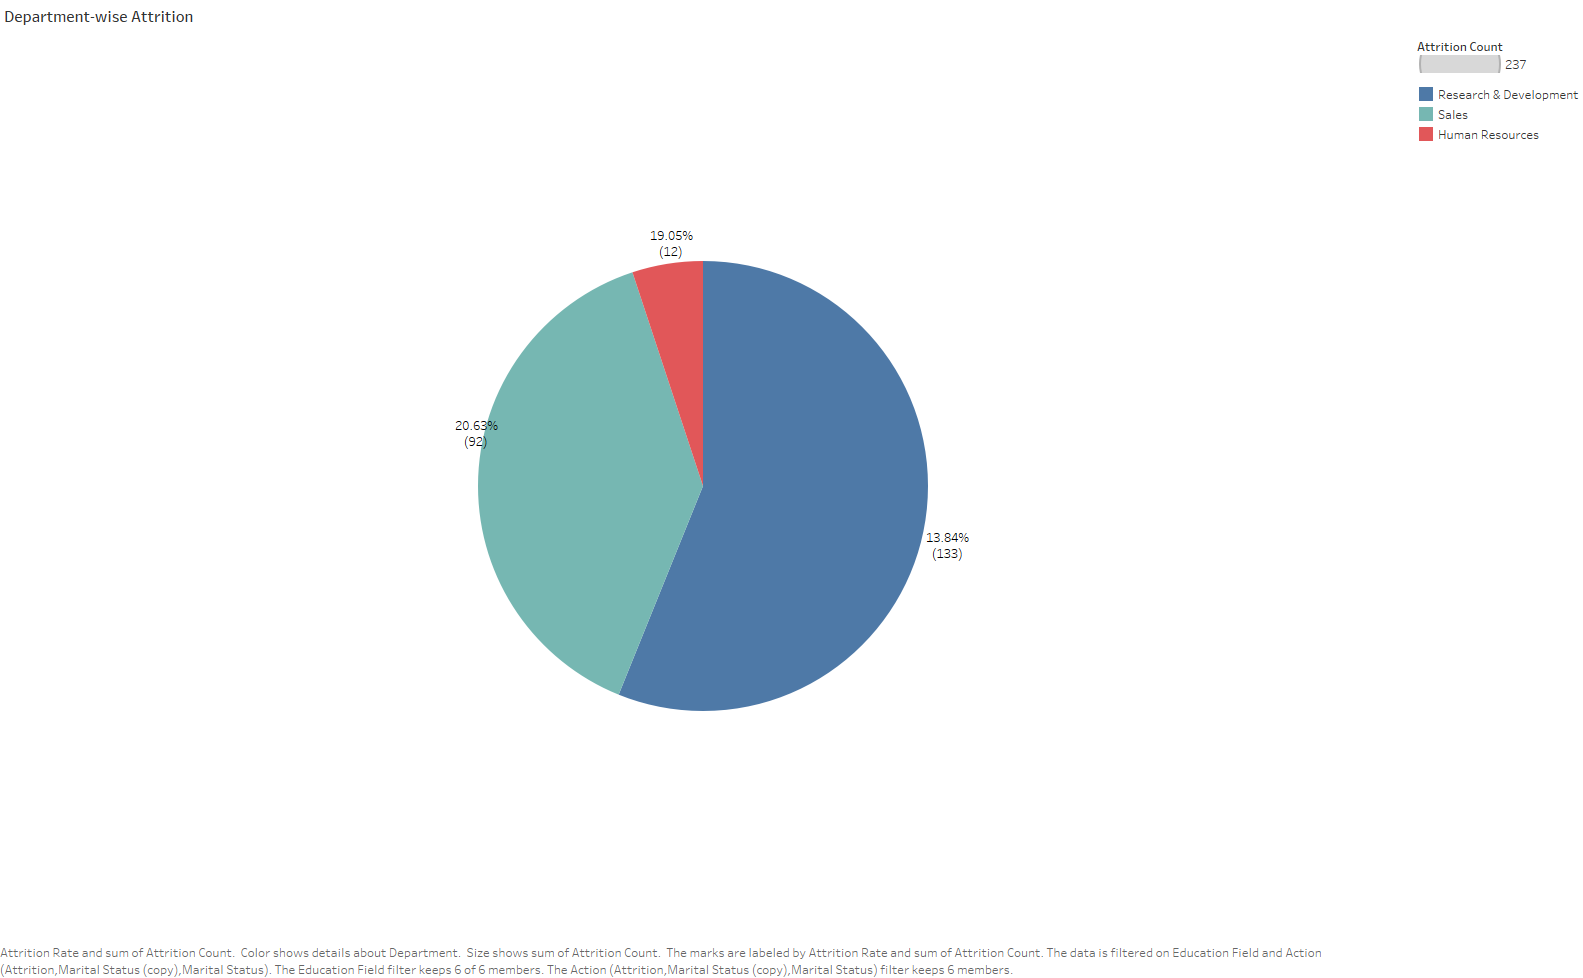 Department-wise Attrition
Attrition Count
237
Research & Development
Sales
Human Resources
19.05%
(12)
20.63%
(92)
13.84%
(133)
Attrition Rate and sum of Attrition Count.  Color shows details about Department.  Size shows sum of Attrition Count.  The marks are labeled by Attrition Rate and sum of Attrition Count. The data is filtered on Education Field and Action
(Attrition,Marital Status (copy),Marital Status). The Education Field filter keeps 6 of 6 members. The Action (Attrition,Marital Status (copy),Marital Status) filter keeps 6 members.